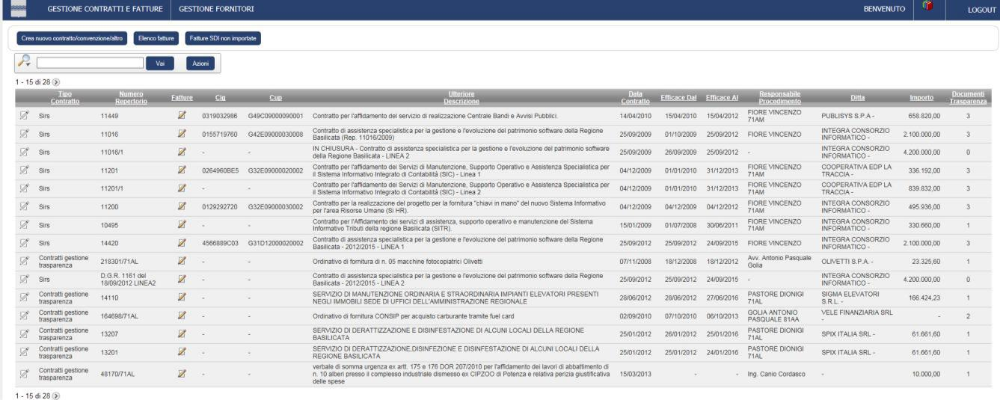 GESTIONE CONTRATTI E FATTURE GESTIONE FORNITORI BENVENUTO LOGOUT
Crea nuovo contratto/convenzione/altro Elenco fatture Fatture SDI non importate
Vai Azioni
1 - 15 di 28
Tipo Contratto Numero Repertorio Fatture Cig Cup Ulteriore Descrizione Data Contratto Efficace Dal Efficace Al Responsabile Procedimento Ditta Importo Documenti Trasparenza
Sirs 11449 0319032986 G49C09000090001 Contratto per l'affidamento del servizio di realizzazione Centrale Bandi e Avvisi Pubblici. 14/04/2010 15/04/2010 15/04/2012 FIORE VINCENZO 71AM PUBLISYS S.P.A - 658.820,00 3
Sirs 11016 0155719760 G42E09000030008 Contratto di assistenza specialistica per la gestione e l'evoluzione del patrimonio software della Regione Basilicata (Rep. 11016/2009) 25/09/2009 01/10/2009 25/09/2012 FIORE VINCENZO INTEGRA CONSORZIO INFORMATICO - 2.100.000,00 3
Sirs 11016/1 - - IN CHIUSURA - Contratto di assistenza specialistica per la gestione e l'evoluzione del patrimonio software della Regione Basilicata - LINEA 2 25/09/2009 26/09/2009 25/09/2012 - INTEGRA CONSORZIO INFORMATICO - 4.200.000,00 0
Sirs 11201 0264960BE5 G32E09000020002 Contratto per l'affidamento dei Servizi di Manutenzione, Supporto Operativo e Assistenza Specialistica per il Sistema Informativo Integrato di Contabilità (SIC) - Linea 1 04/12/2009 01/01/2010 31/12/2013 FIORE VINCENZO 71AM COOPERATIVA EDP LA TRACCIA - 336.192,00 3
Sirs 11201/1 - - Contratto per l'affidamento dei Servizi di Manutenzione, Supporto Operativo e Assistenza Specialistica per il Sistema Informativo Integrato di Contabilità (SIC) - Linea 2 04/12/2009 01/01/2010 31/12/2013 FIORE VINCENZO 71AM COOPERATIVA EDP LA TRACCIA - 839.832,00 3
Sirs 11200 0129292720 G32E09000030002 Contratto per la realizzazione del progetto per la fornitura "chiavi in mano" del nuovo Sistema Informativo per l'area Risorse Umane (Si HR). 04/12/2009 04/12/2009 04/12/2012 FIORE VINCENZO 71AM INTEGRA CONSORZIO INFORMATICO - 495.936,00 3
Sirs 10495 - - Contratto per l'Affidamento dei servizi di assistenza, supporto operativo e manutenzione del Sistema Informativo Tributi della regione Basilicata (SITR). 15/01/2009 01/07/2008 30/06/2011 FIORE VINCENZO 71AM INTEGRA CONSORZIO INFORMATICO - 330.660,00 1
Sirs 14420 4566889C03 G31D12000020002 Contratto di assistenza specialistica per la gestione e l'evoluzione del patrimonio software della Regione Basilicata - 2012/2015 - LINEA 1 25/09/2012 25/09/2012 24/09/2015 FIORE VINCENZO INTEGRA CONSORZIO INFORMATICO - 2.100.000,00 3
Contratti gestione trasparenza 218301/71AL - - Ordinativo di fornitura di n. 05 macchine fotocopiatrici Olivetti 07/11/2008 18/12/2008 18/12/2012 Avv. Antonio Pasquale Golia OLIVETTI S.P.A. - 23.325,60 1
Sirs D.G.R. 1161 del 18/09/2012 LINEA2 - - Contratto di assistenza specialistica per la gestione e l'evoluzione del patrimonio software della Regione Basilicata - 2012/2015 - LINEA 2 25/09/2012 25/09/2012 24/09/2015 - INTEGRA CONSORZIO INFORMATICO - 4.200.000,00 0
Contratti gestione trasparenza 14110 - - SERVIZIO DI MANUTENZIONE ORDINARIA E STRAORDINARIA IMPIANTI ELEVATORI PRESENTI NEGLI IMMOBILI SEDE DI UFFICI DELL'AMMINISTRAZIONE REGIONALE 28/06/2012 28/06/2012 27/06/2016 PASTORE DIONIGI 71AL SIGMA ELEVATORI S.R.L. - 166.424,23 1
Contratti gestione trasparenza 164698/71AL - - Ordinativo di fornitura CONSIP per acquisto carburante tramite fuel card 02/09/2010 07/10/2010 06/10/2013 GOLIA ANTONIO PASQUALE 81AA VELE FINANZIARIA SRL - - 2
Contratti gestione trasparenza 13207 - - SERVIZIO DI DERATTIZZAZIONE E DISINFESTAZIONE DI ALCUNI LOCALI DELLA REGIONE BASILICATA 25/01/2012 26/01/2012 25/01/2016 PASTORE DIONIGI 71AL SPIX ITALIA SRL - 61.661,60 1
Contratti gestione trasparenza 13201 - - SERVIZIO DI DERATTIZZAZIONE,DISINFEZIONE E DISINFESTAZIONE DI ALCUNI LOCALI DELLA REGIONE BASILICATA 25/01/2012 25/01/2012 24/01/2016 PASTORE DIONIGI 71AL SPIX ITALIA SRL - 61.661,60 1
Contratti gestione trasparenza 48170/71AL - - verbale di somma urgenza ex artt. 175 e 176 DOR 207/2010 per l'affidamento dei lavori di abbattimento di n. 10 alberi presso il complesso industriale dismesso ex CIPZOO di Potenza e relativa perizia giustificativa delle spese 15/03/2013 - - Ing. Canio Cordasco - 10.000,00 1
1 - 15 di 28